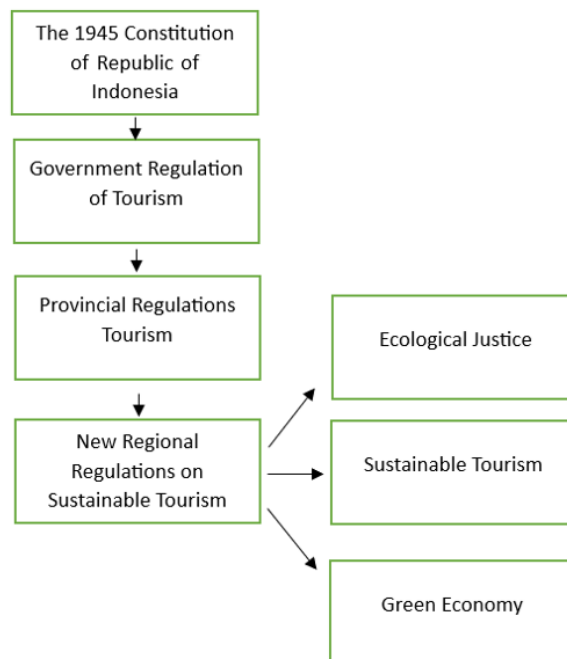 The 1945 Constitution
of Republic of
Indonesia
Government Regulation
of Tourism
Provincial Regulations
Tourism
New Regional
Regulations on
Sustainable Tourism
Ecological Justice
Sustainable Tourism
Green Economy